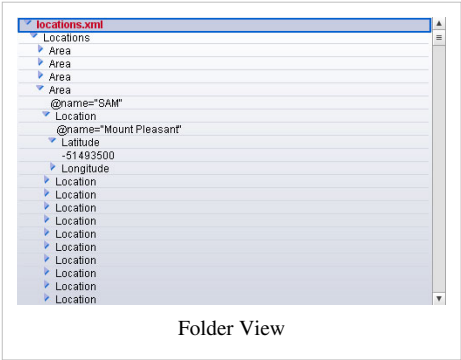 locations.xml
Locations
Area
Area
Area
Area
@name="SAM"
Location
@name="Mount Pleasant"
Latitude
-51493500
Longitude
Location
Location
Location
Location
Location
Location
Location
Location
Location
Location
Folder View